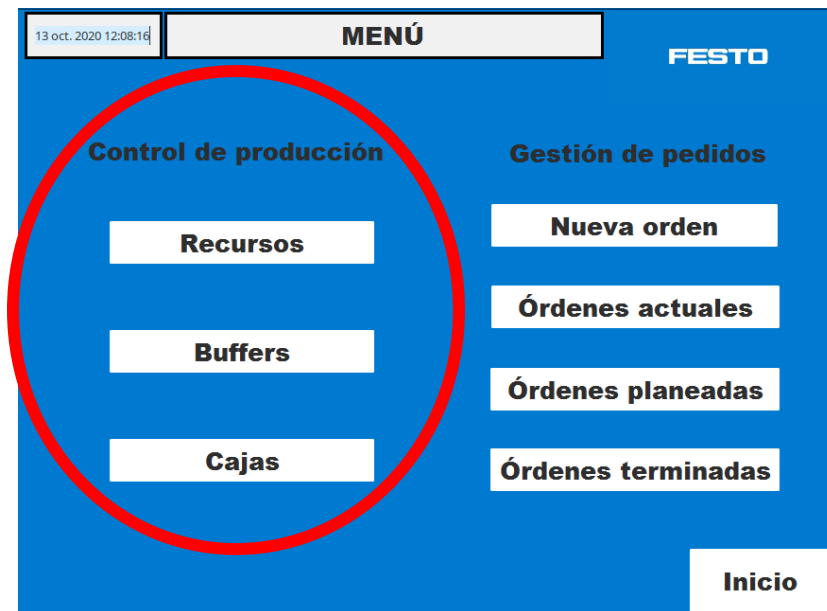 13 oct. 2020 12:08:16
MENÚ
FESTO
Control de producción
Recursos
Buffers
Cajas
Gestión de pedidos
Nueva orden
Órdenes actuales
Órdenes planeadas
Órdenes terminadas
Inicio